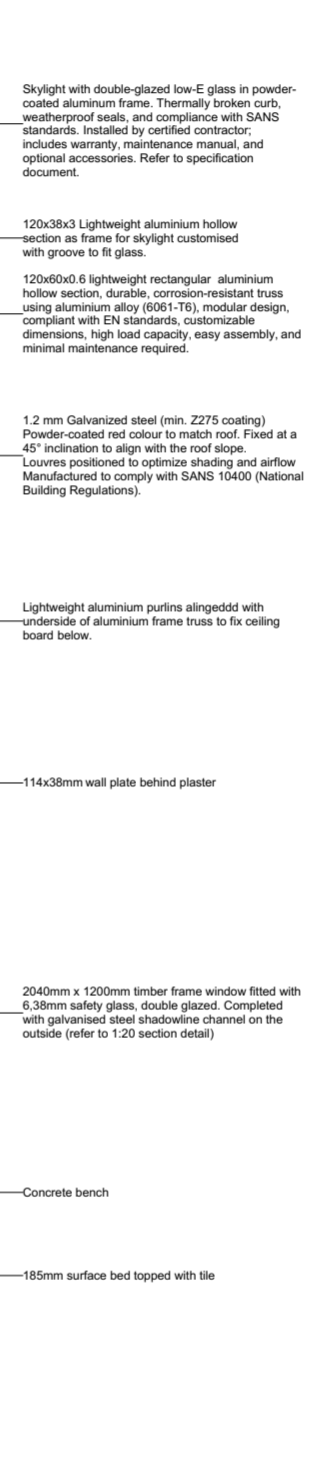 Skylight with double-glazed low-E glass in powder-
coated aluminum frame. Thermally broken curb,
weatherproof seals, and compliance with SANS
standards. Installed by certified contractor;
includes warranty, maintenance manual, and
optional accessories. Refer to specification
document.
120x38x3 Lightweight aluminium hollow
section as frame for skylight customised
with groove to fit glass.
120x60x0.6 lightweight rectangular aluminium
hollow section, durable, corrosion-resistant truss
using aluminium alloy (6061-T6), modular design,
compliant with EN standards, customizable
dimensions, high load capacity, easy assembly, and
minimal maintenance required.
1.2 mm Galvanized steel (min. Z275 coating)
Powder-coated red colour to match roof. Fixed at a
45° inclination to align with the roof slope.
Louvres positioned to optimize shading and airflow
Manufactured to comply with SANS 10400 (National
Building Regulations).
Lightweight aluminium purlins alingeddd with
underside of aluminium frame truss to fix ceiling
board below.
114x38mm wall plate behind plaster
2040mm x 1200mm timber frame window fitted with
6,38mm safety glass, double glazed. Completed
with galvanised steel shadowline channel on the
outside (refer to 1:20 section detail)
Concrete bench
185mm surface bed topped with tile